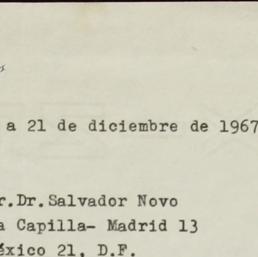 a 21 de diciembre de 1967
r.Dr.Salvador Novo
a Capilla- Madrid 13
éxico 21, D.F.